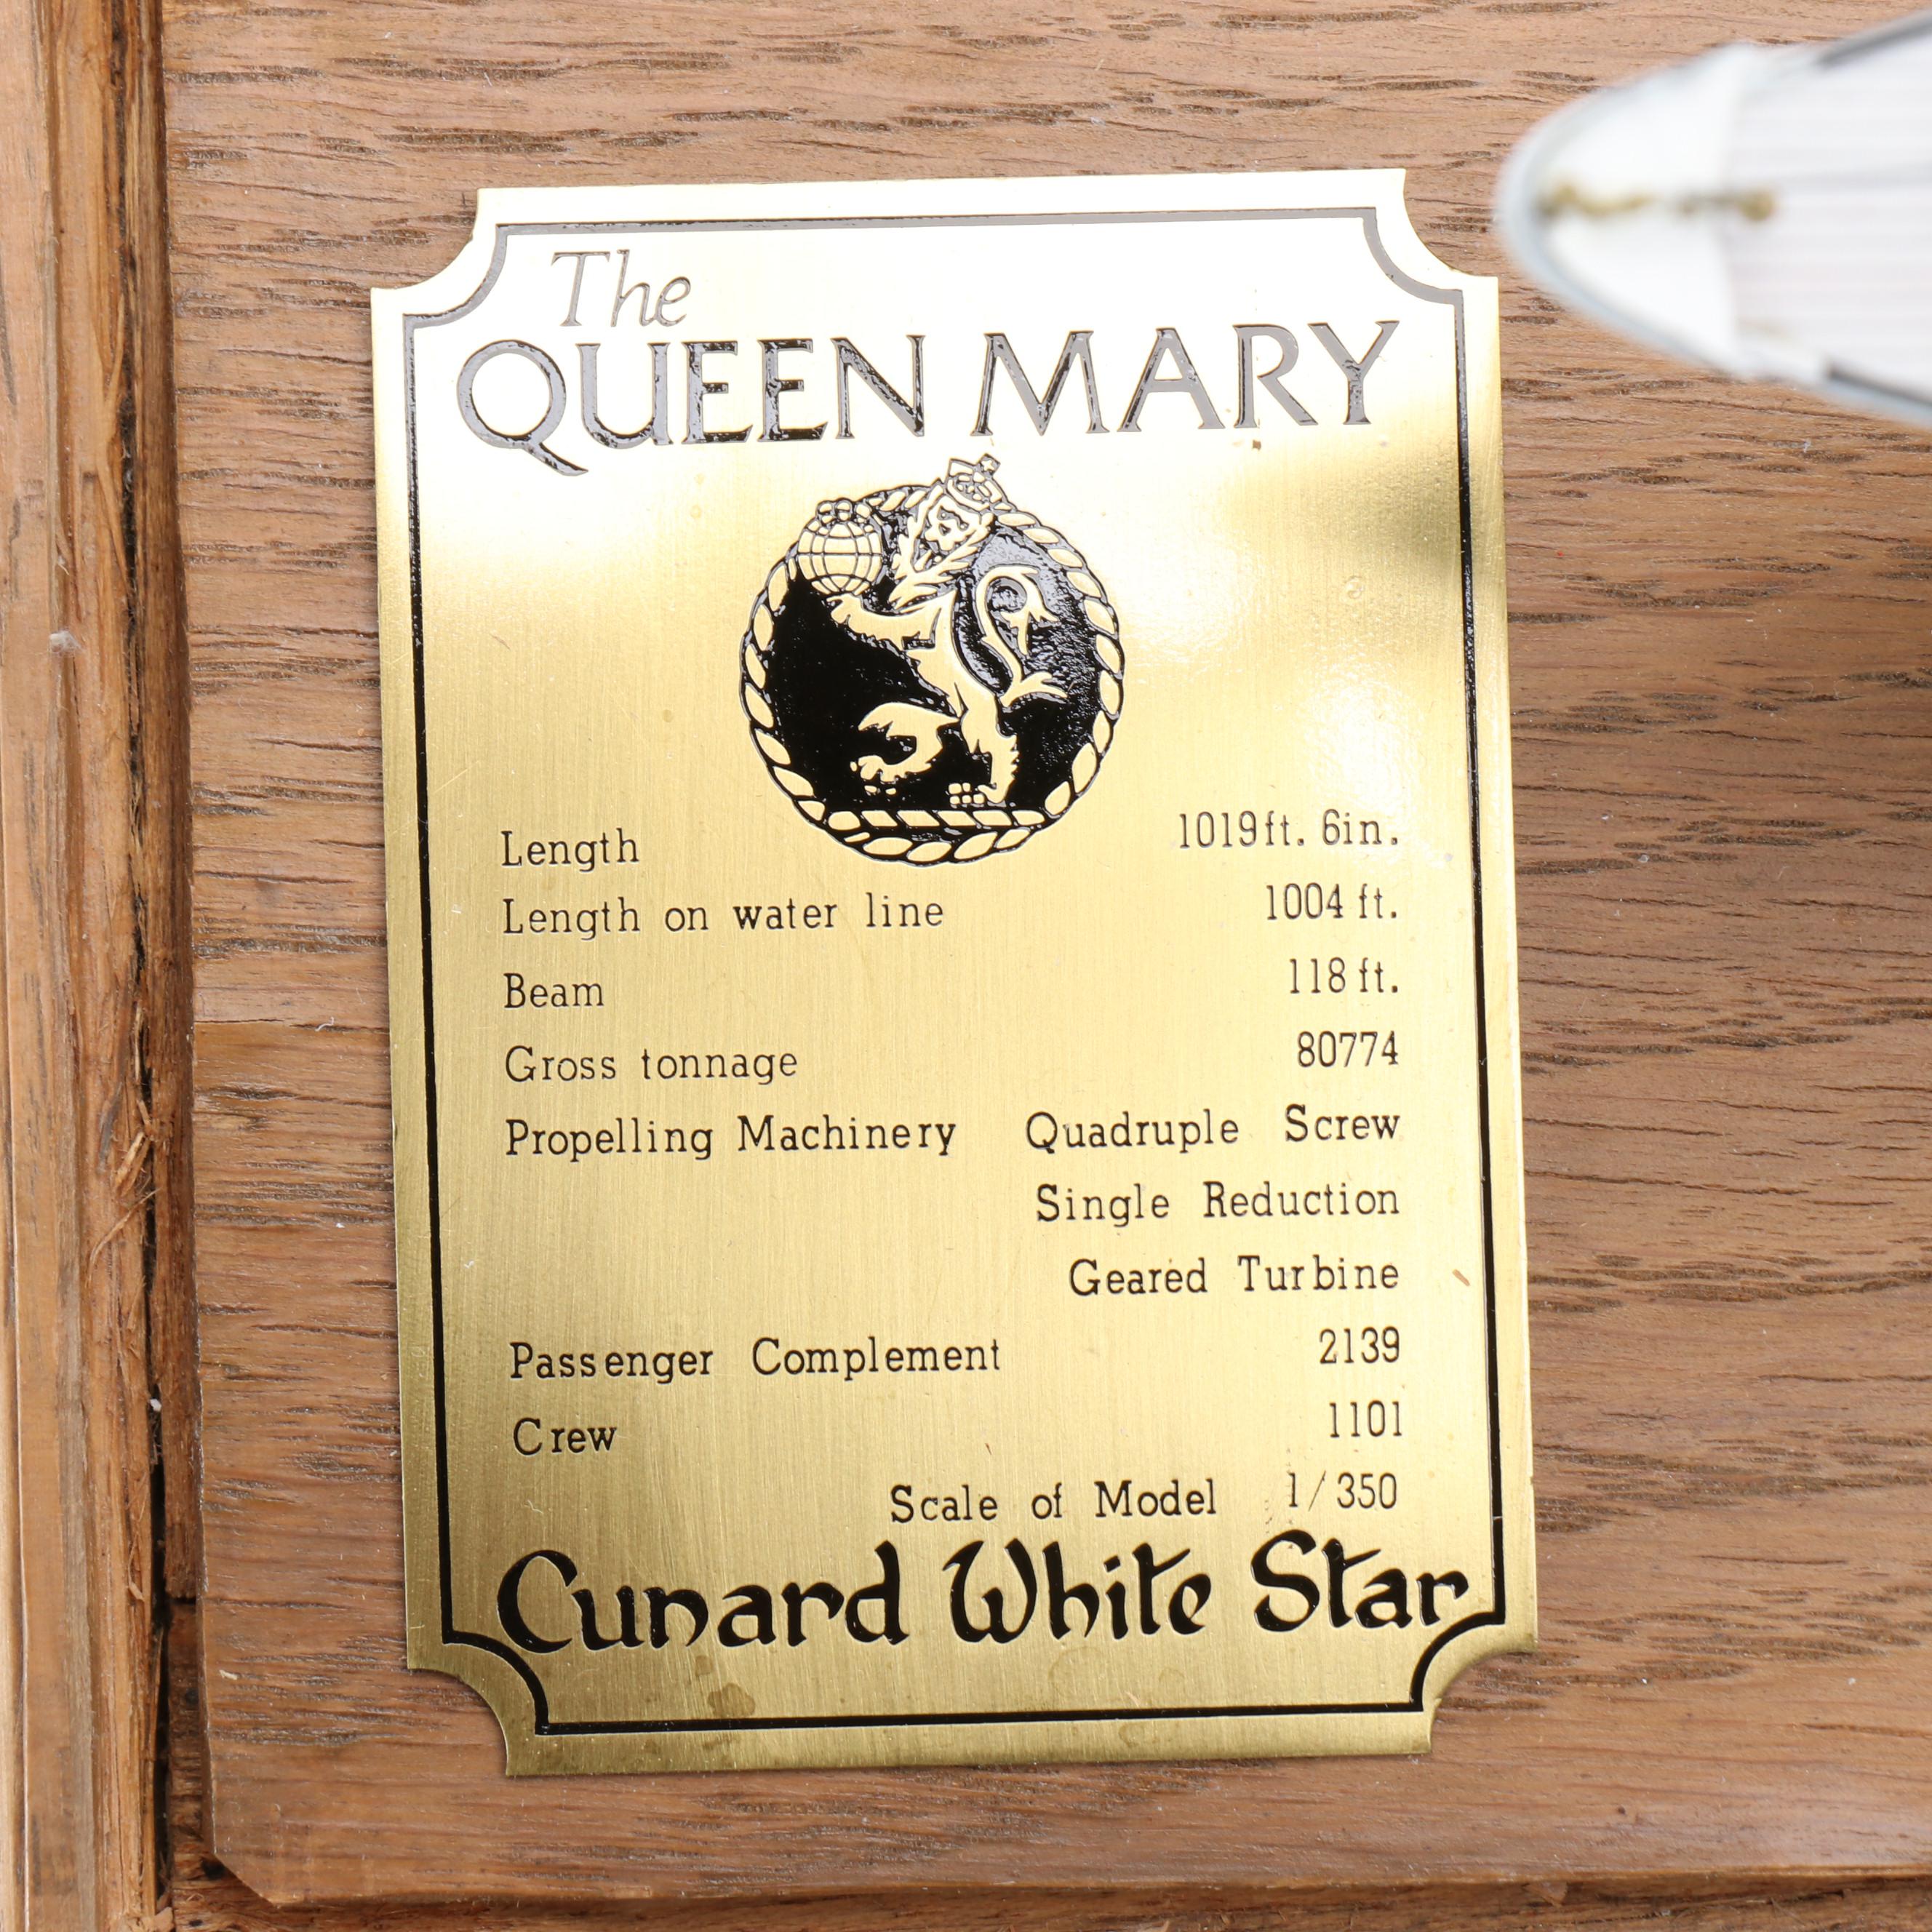 The
QUEEN MARY
Length 1019ft. 6in.
Length on water line 1004 ft.
Beam 118 ft.
Gross tonnage 80774
Propelling Machinery Quadruple Screw
Single Reduction
Geared Turbine
Passenger Complement 2139
Crew 1101
Scale of Model 1/350
Cunard White Star